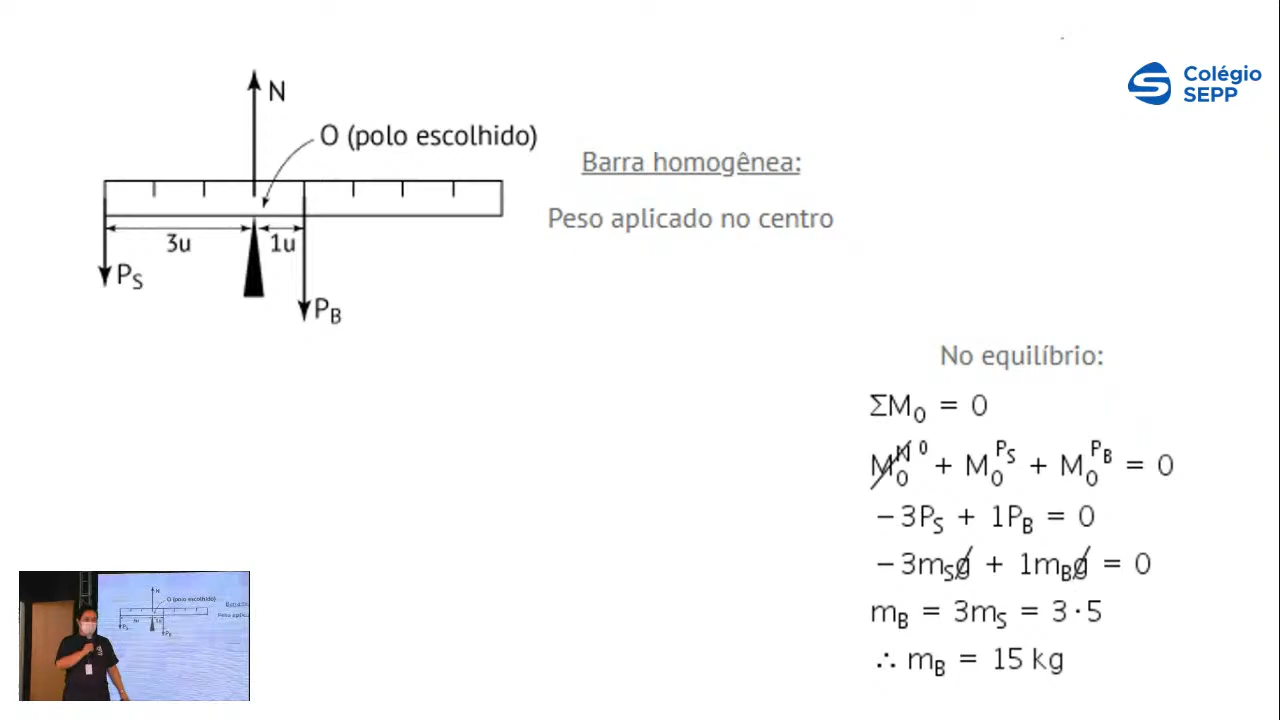 Colégio
SEPP
N
O (polo escolhido)
Barra homogênea:
Peso aplicado no centro
3u
1u
P_S
P_B
No equilíbrio:
ΣM_0 = 0
M_0^N 0 + M_0^{P_S} + M_0^{P_B} = 0
−3P_S + 1P_B = 0
−3m_S g + 1m_B g = 0
m_B = 3m_S = 3·5
∴ m_B = 15 kg
N
O (polo escolhido)